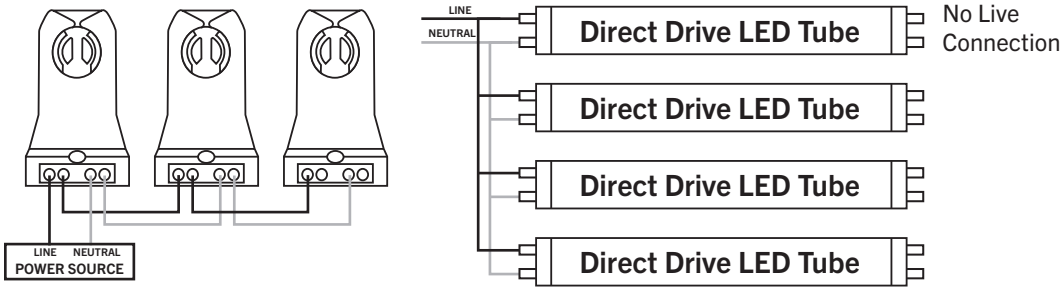 LINE NEUTRAL
POWER SOURCE
LINE
NEUTRAL
Direct Drive LED Tube
No Live
Connection
Direct Drive LED Tube
Direct Drive LED Tube
Direct Drive LED Tube